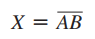 X = \overline{AB}